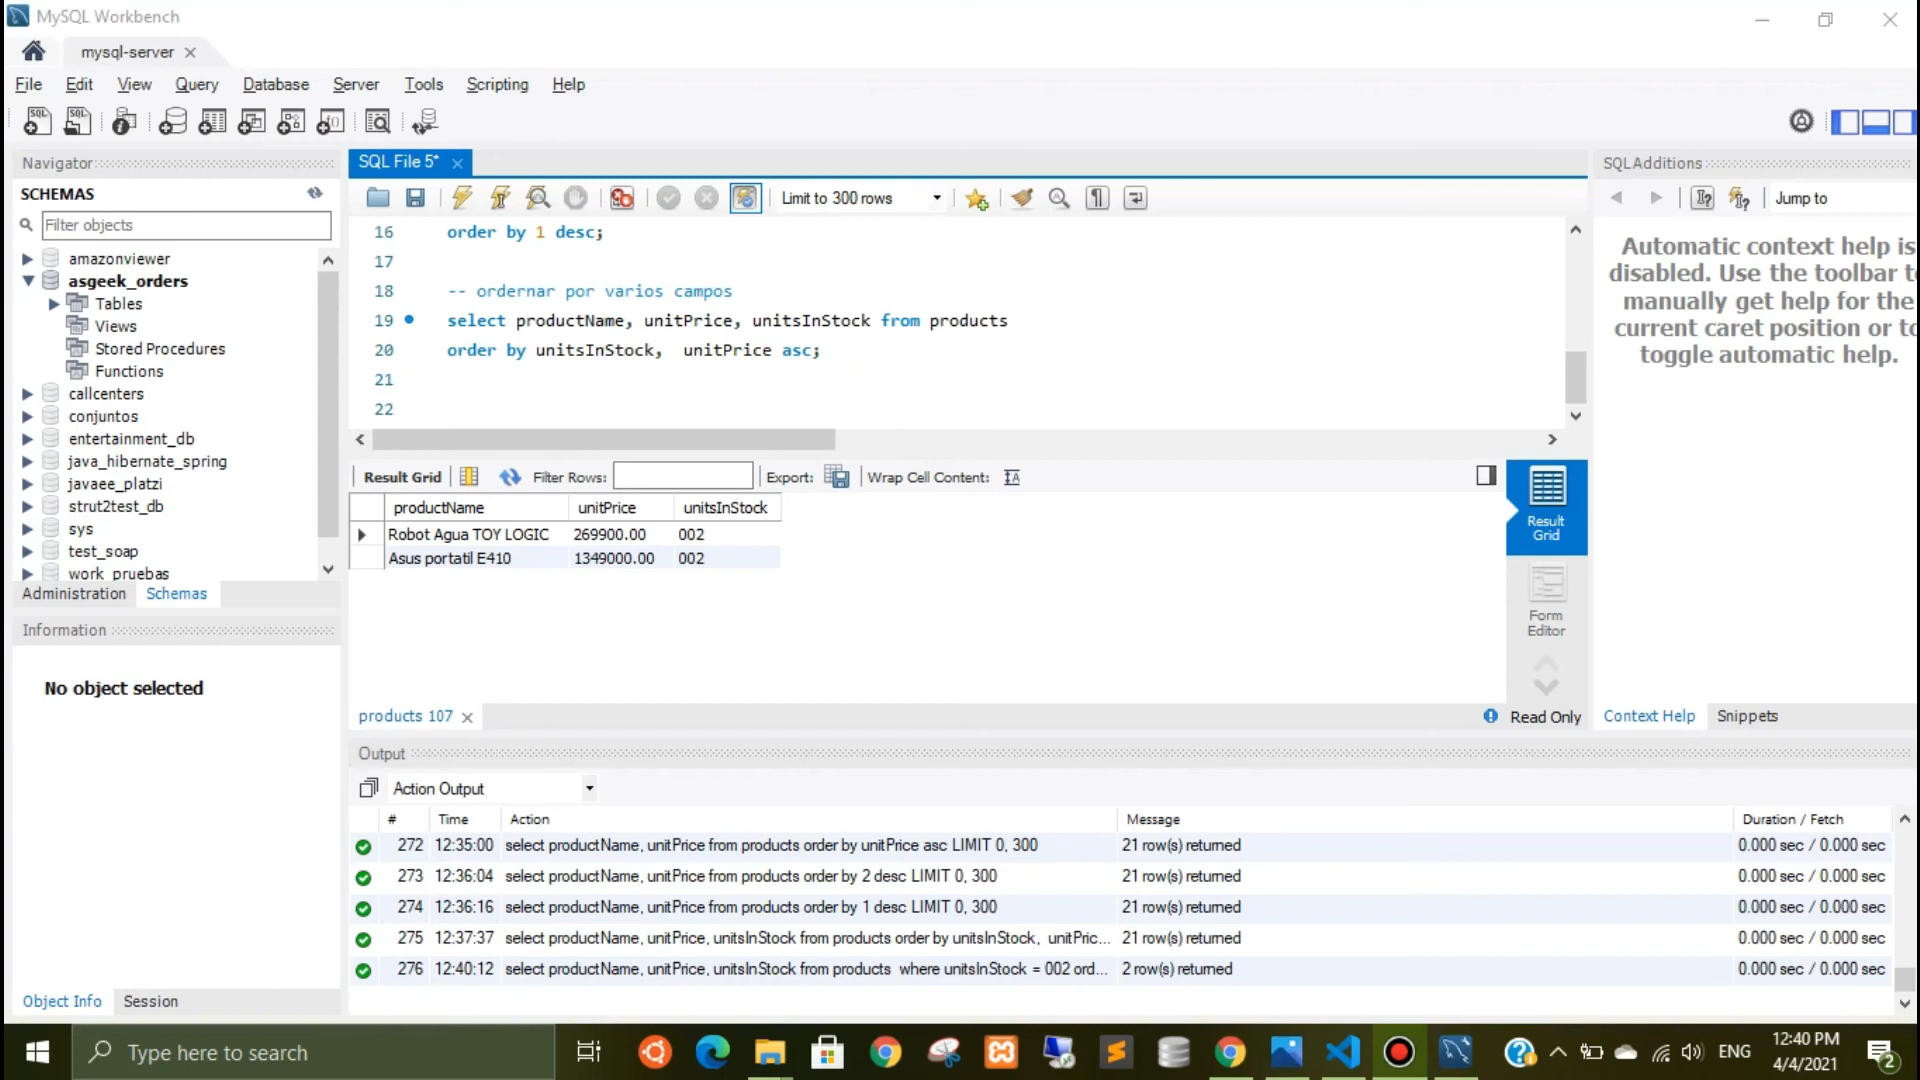 MySQL Workbench
mysql-server
File Edit View Query Database Server Tools Scripting Help
Navigator
SCHEMAS
Filter objects
amazonviewer
asgeek_orders
Tables
Views
Stored Procedures
Functions
callcenters
conjuntos
entertainment_db
java_hibernate_spring
javaee_platzi
strut2test_db
sys
test_soap
work_pruebas
Administration Schemas
Information
No object selected
Object Info Session
SQL File 5*
Limit to 300 rows
16 order by 1 desc;
17
18 -- ordernar por varios campos
19 select productName, unitPrice, unitsInStock from products
20 order by unitsInStock,  unitPrice asc;
21
22
Result Grid Filter Rows: Export: Wrap Cell Content:
productName unitPrice unitsInStock
Robot Agua TOY LOGIC 269900.00 002
Asus portatil E410 1349000.00 002
Result
Grid
Form
Editor
products 107
Read Only
SQLAdditions
Jump to
Automatic context help is
disabled. Use the toolbar to
manually get help for the
current caret position or to
toggle automatic help.
Context Help Snippets
Output
Action Output
# Time Action Message Duration / Fetch
272 12:35:00 select productName, unitPrice from products order by unitPrice asc LIMIT 0, 300 21 row(s) returned 0.000 sec / 0.000 sec
273 12:36:04 select productName, unitPrice from products order by 2 desc LIMIT 0, 300 21 row(s) returned 0.000 sec / 0.000 sec
274 12:36:16 select productName, unitPrice from products order by 1 desc LIMIT 0, 300 21 row(s) returned 0.000 sec / 0.000 sec
275 12:37:37 select productName, unitPrice, unitsInStock from products order by unitsInStock,  unitPric... 21 row(s) returned 0.000 sec / 0.000 sec
276 12:40:12 select productName, unitPrice, unitsInStock from products  where unitsInStock = 002 ord... 2 row(s) returned 0.000 sec / 0.000 sec
Type here to search
ENG
12:40 PM
4/4/2021
2